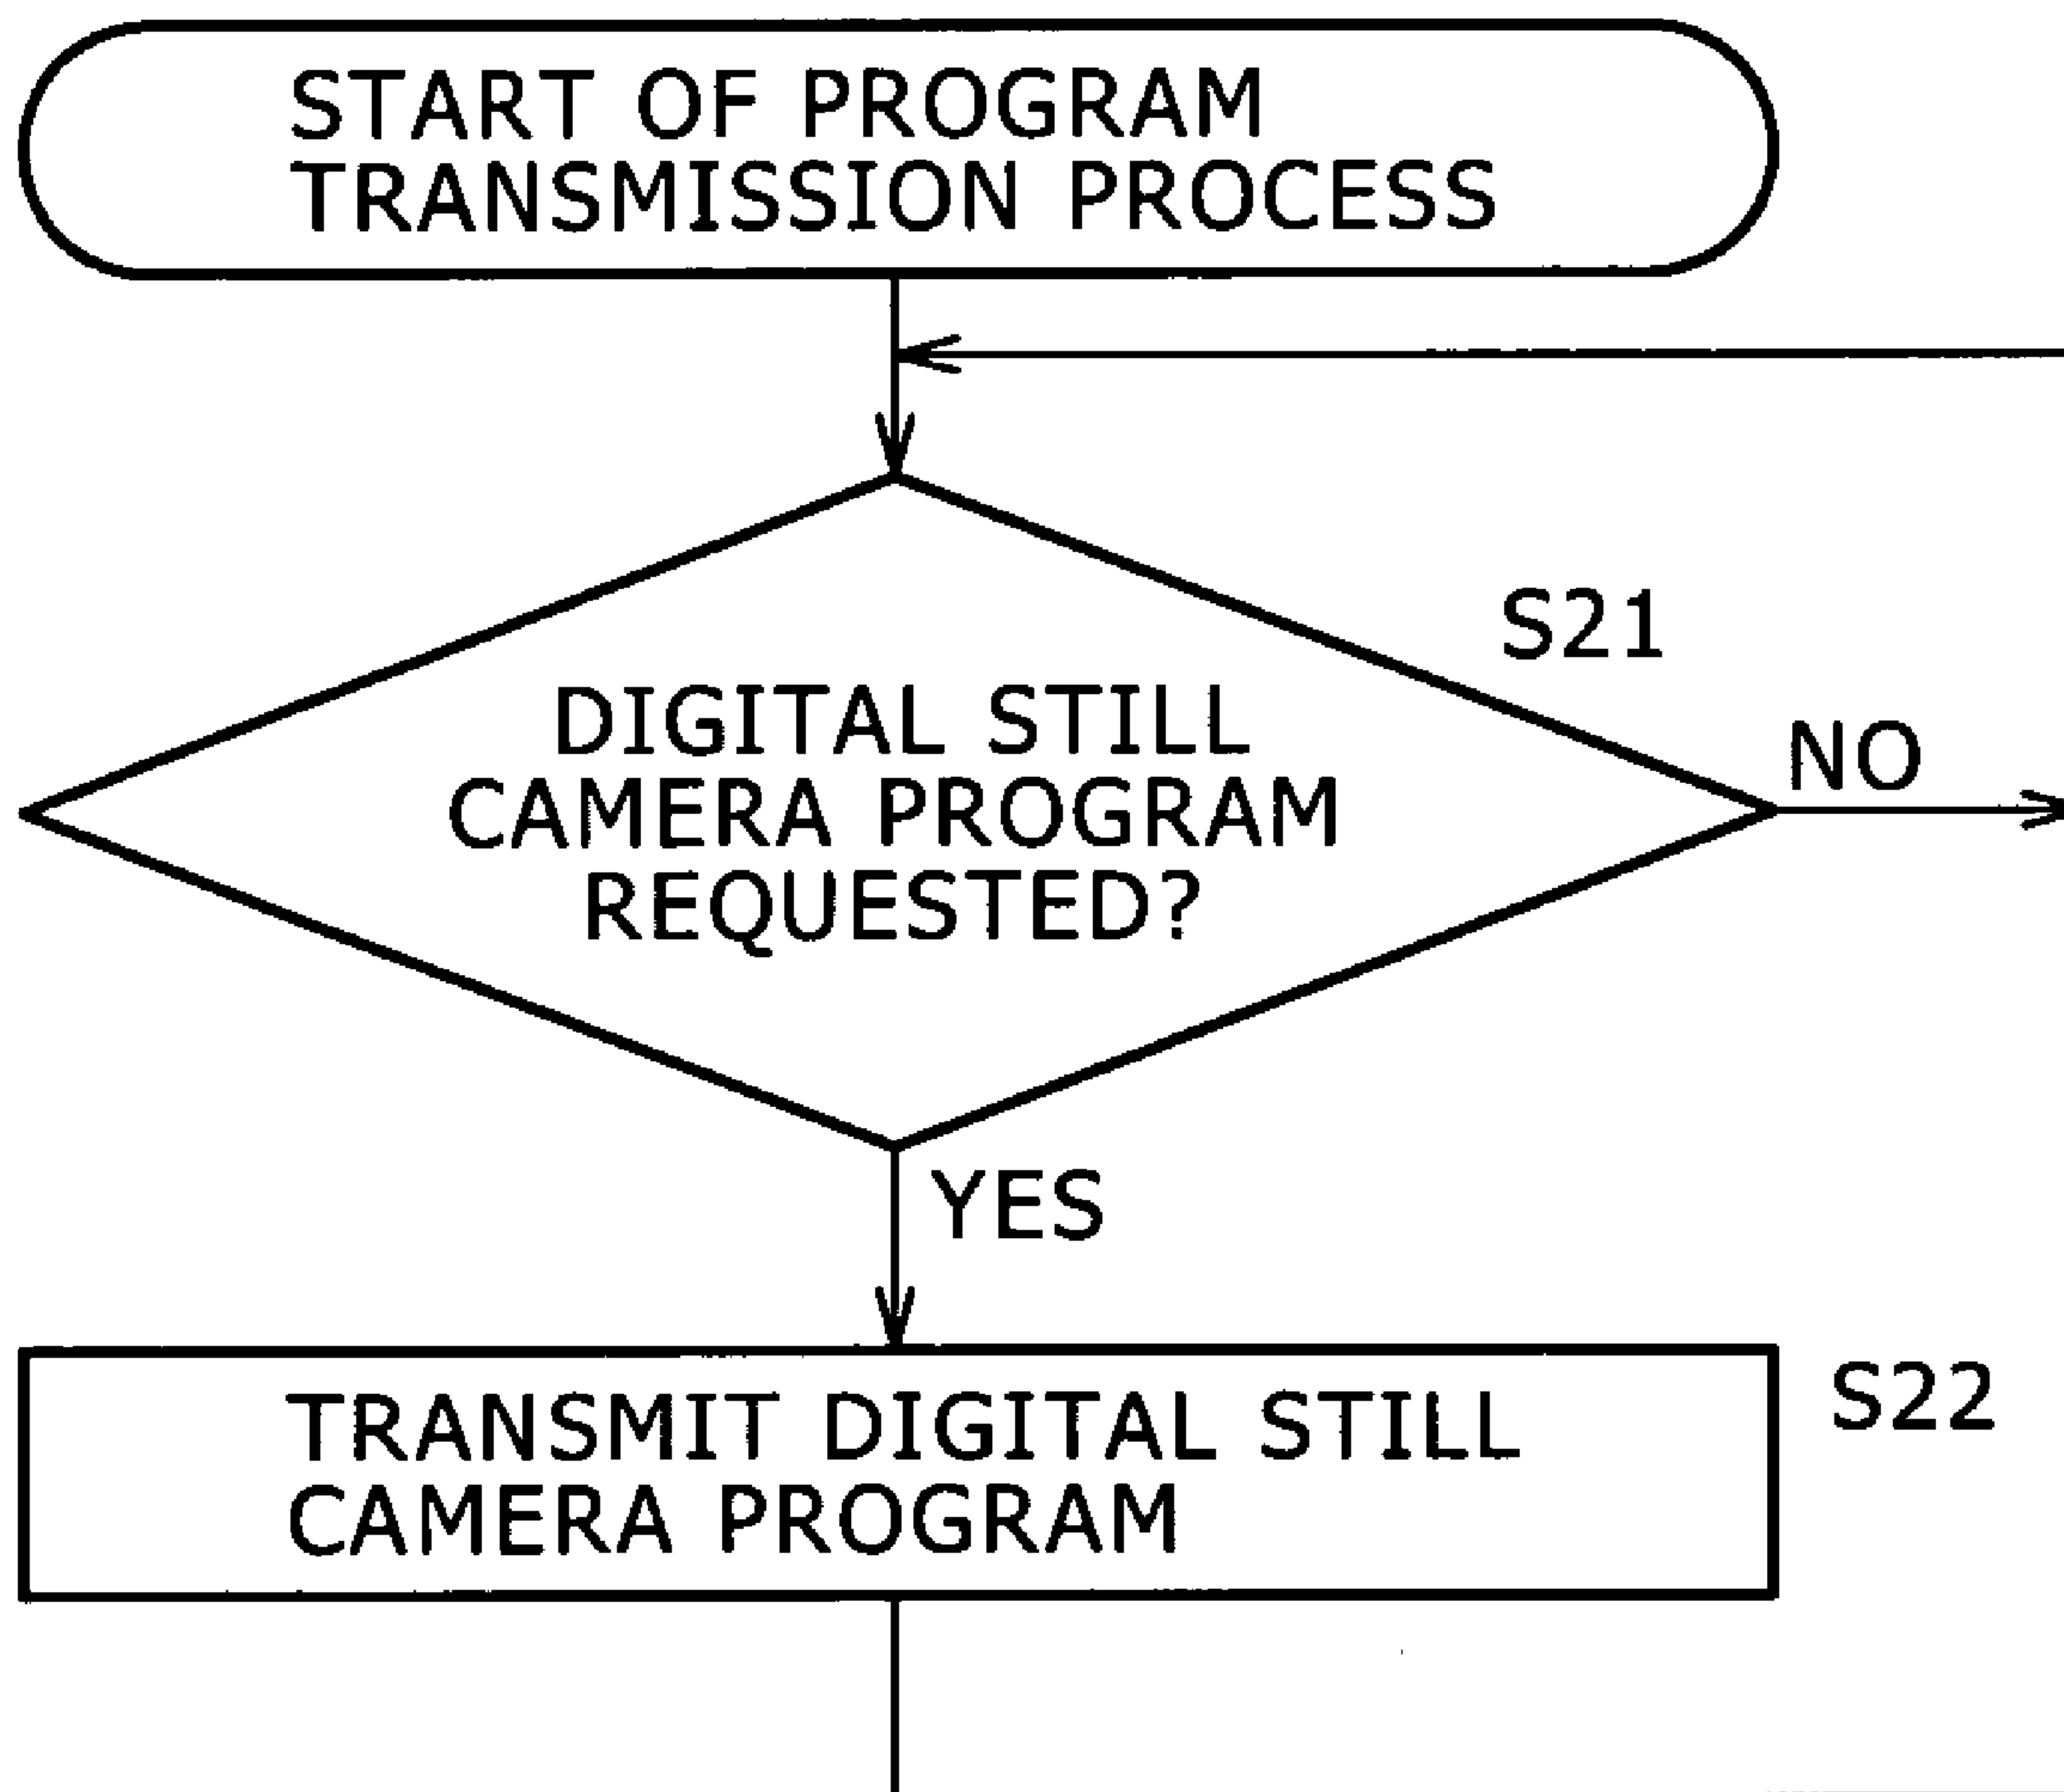 START OF PROGRAM
TRANSMISSION PROCESS
S21
DIGITAL STILL
CAMERA PROGRAM
REQUESTED?
NO
YES
S22
TRANSMIT DIGITAL STILL
CAMERA PROGRAM